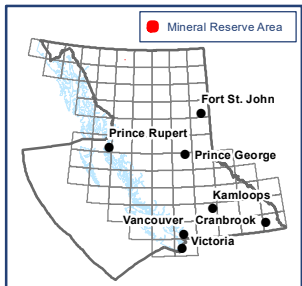 Mineral Reserve Area
Fort St. John
Prince Rupert
Prince George
Kamloops
Vancouver
Cranbrook
Victoria